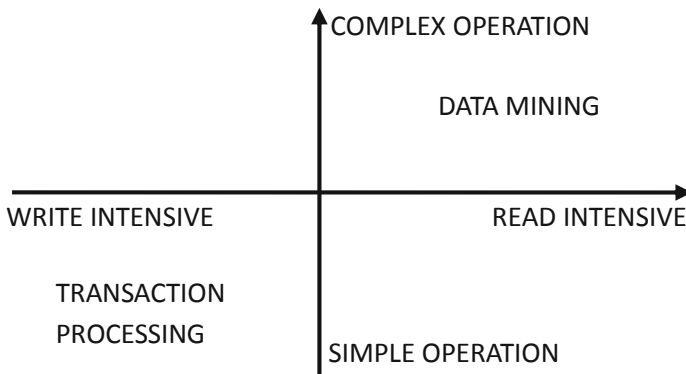 COMPLEX OPERATION
DATA MINING
WRITE INTENSIVE
READ INTENSIVE
TRANSACTION
PROCESSING
SIMPLE OPERATION